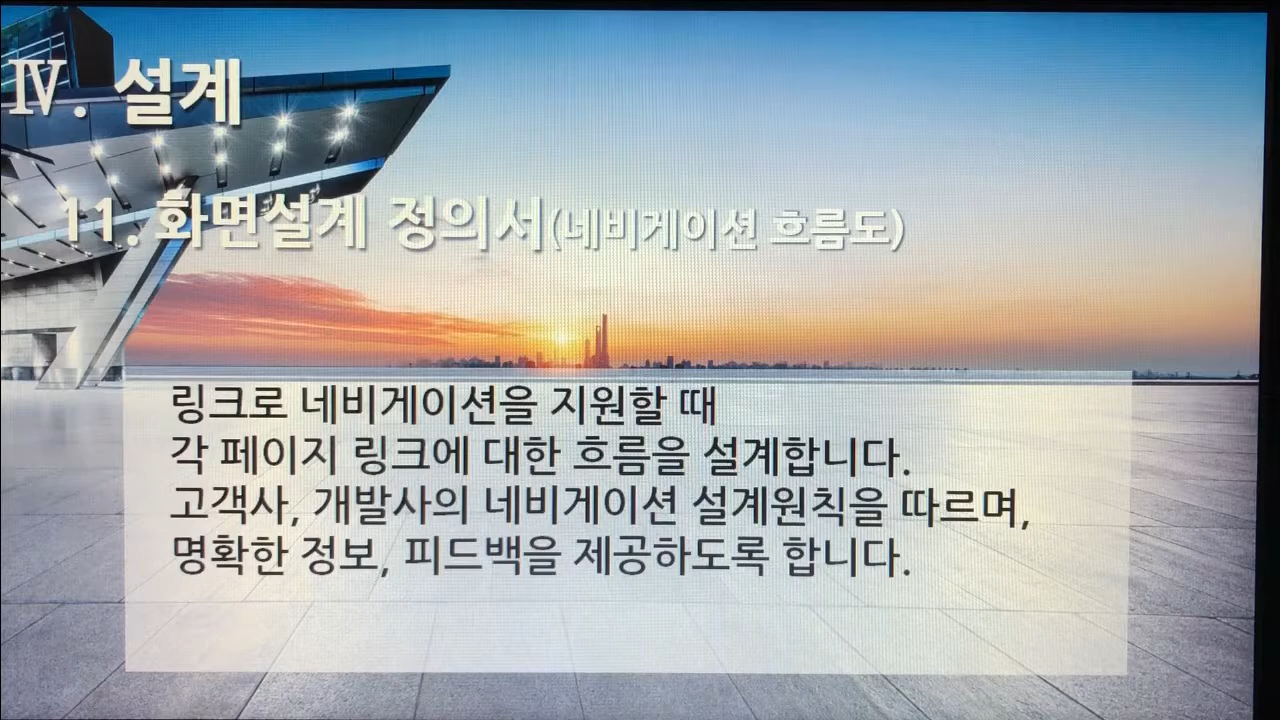 Ⅳ. 설계
11. 화면설계 정의서(네비게이션 흐름도)
링크로 네비게이션을 지원할 때
각 페이지 링크에 대한 흐름을 설계합니다.
고객사, 개발사의 네비게이션 설계원칙을 따르며,
명확한 정보, 피드백을 제공하도록 합니다.